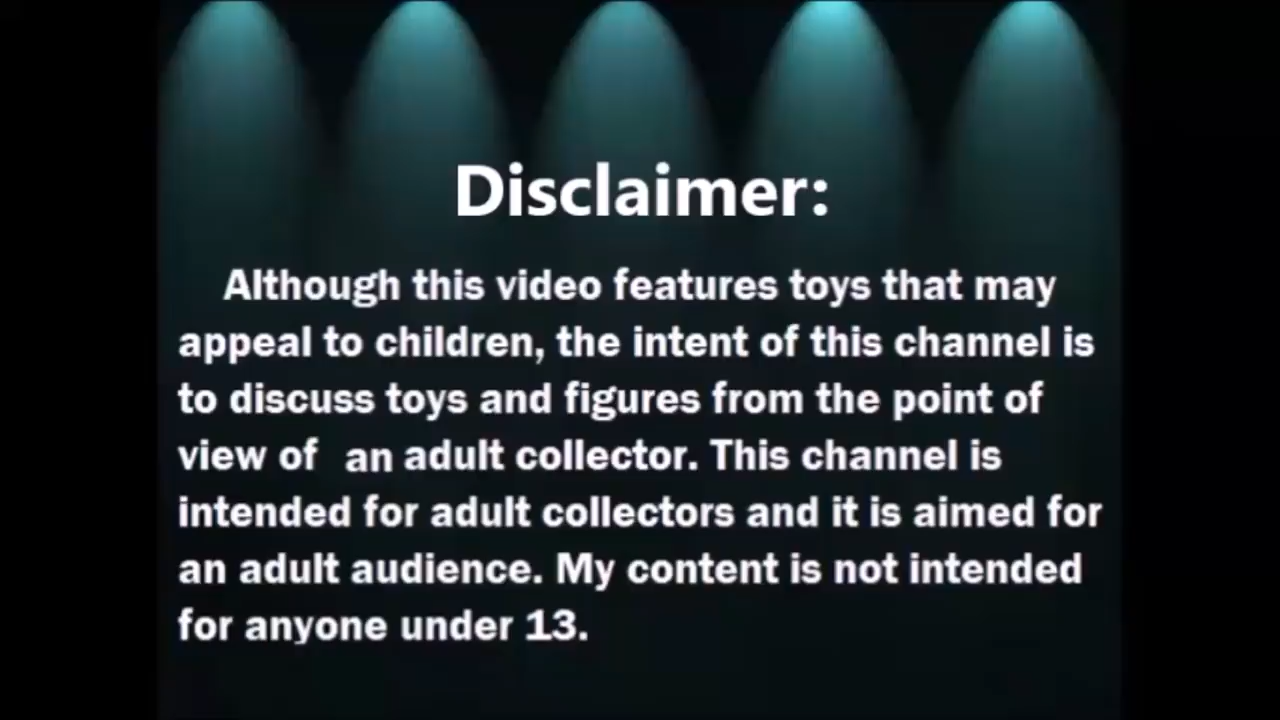 Disclaimer:
Although this video features toys that may
appeal to children, the intent of this channel is
to discuss toys and figures from the point of
view of an adult collector. This channel is
intended for adult collectors and it is aimed for
an adult audience. My content is not intended
for anyone under 13.